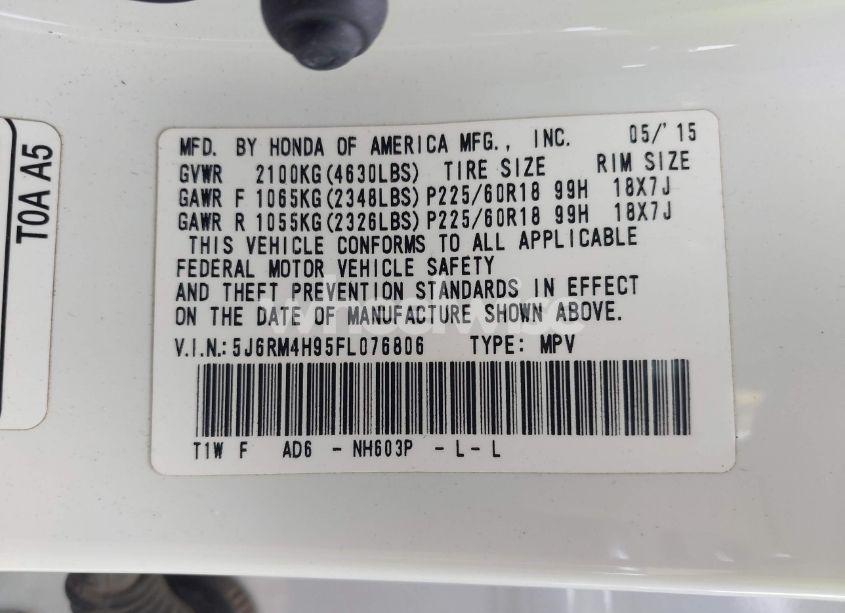 MFD. BY HONDA OF AMERICA MFG., INC. 05/'15
GVWR 2100KG(4630LBS) TIRE SIZE RIM SIZE
GAWR F 1065KG(2348LBS) P225/60R18 99H 18X7J
GAWR R 1055KG(2326LBS) P225/60R18 99H 18X7J
THIS VEHICLE CONFORMS TO ALL APPLICABLE
FEDERAL MOTOR VEHICLE SAFETY
AND THEFT PREVENTION STANDARDS IN EFFECT
ON THE DATE OF MANUFACTURE SHOWN ABOVE.
V.I.N.:5J6RM4H95FL076806 TYPE: MPV
T1W F AD6 -NH603P -L-L
T0A A5